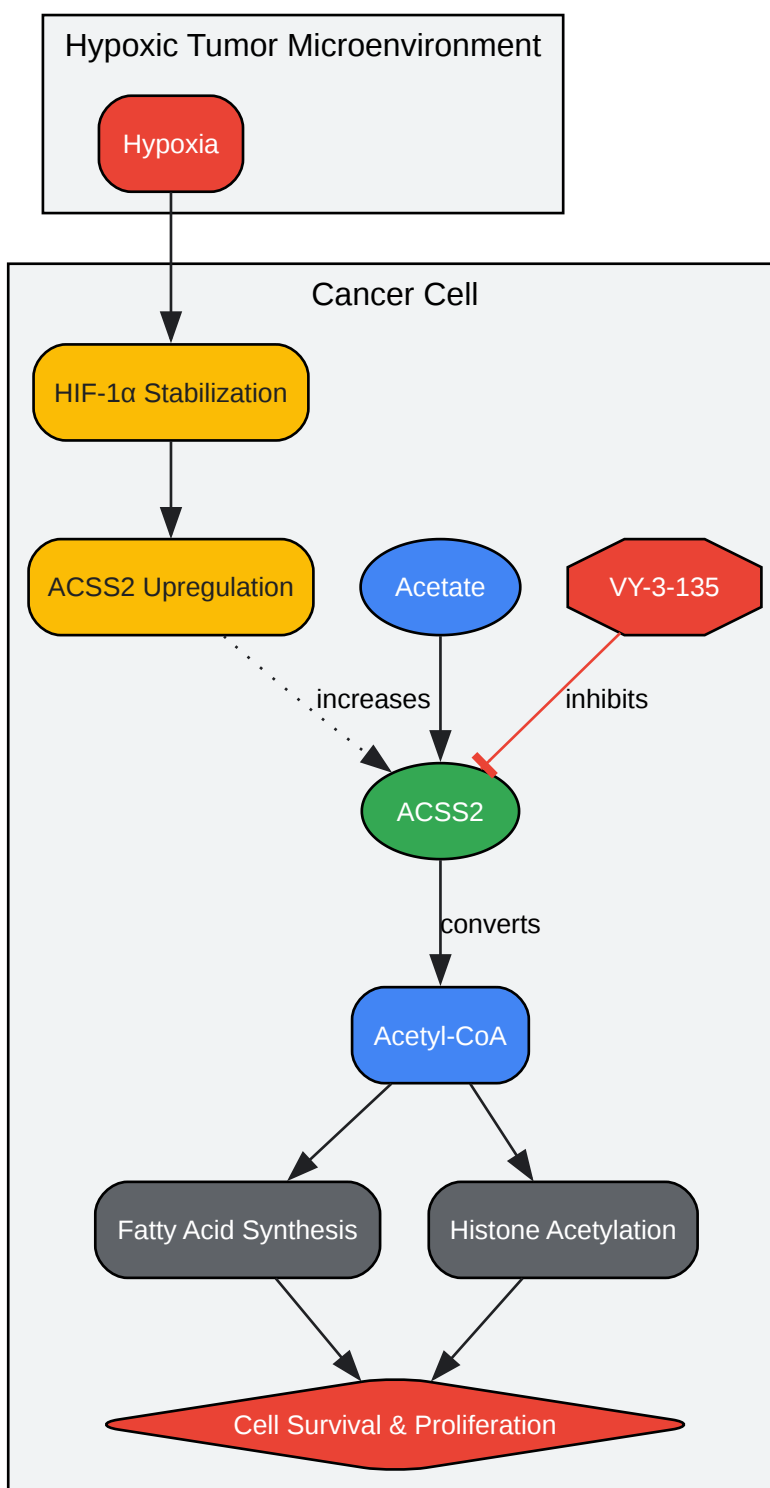 Hypoxic Tumor Microenvironment
Hypoxia
Cancer Cell
HIF-1α Stabilization
ACSS2 Upregulation
Acetate
VY-3-135
increases
inhibits
ACSS2
converts
Acetyl-CoA
Fatty Acid Synthesis
Histone Acetylation
Cell Survival & Proliferation